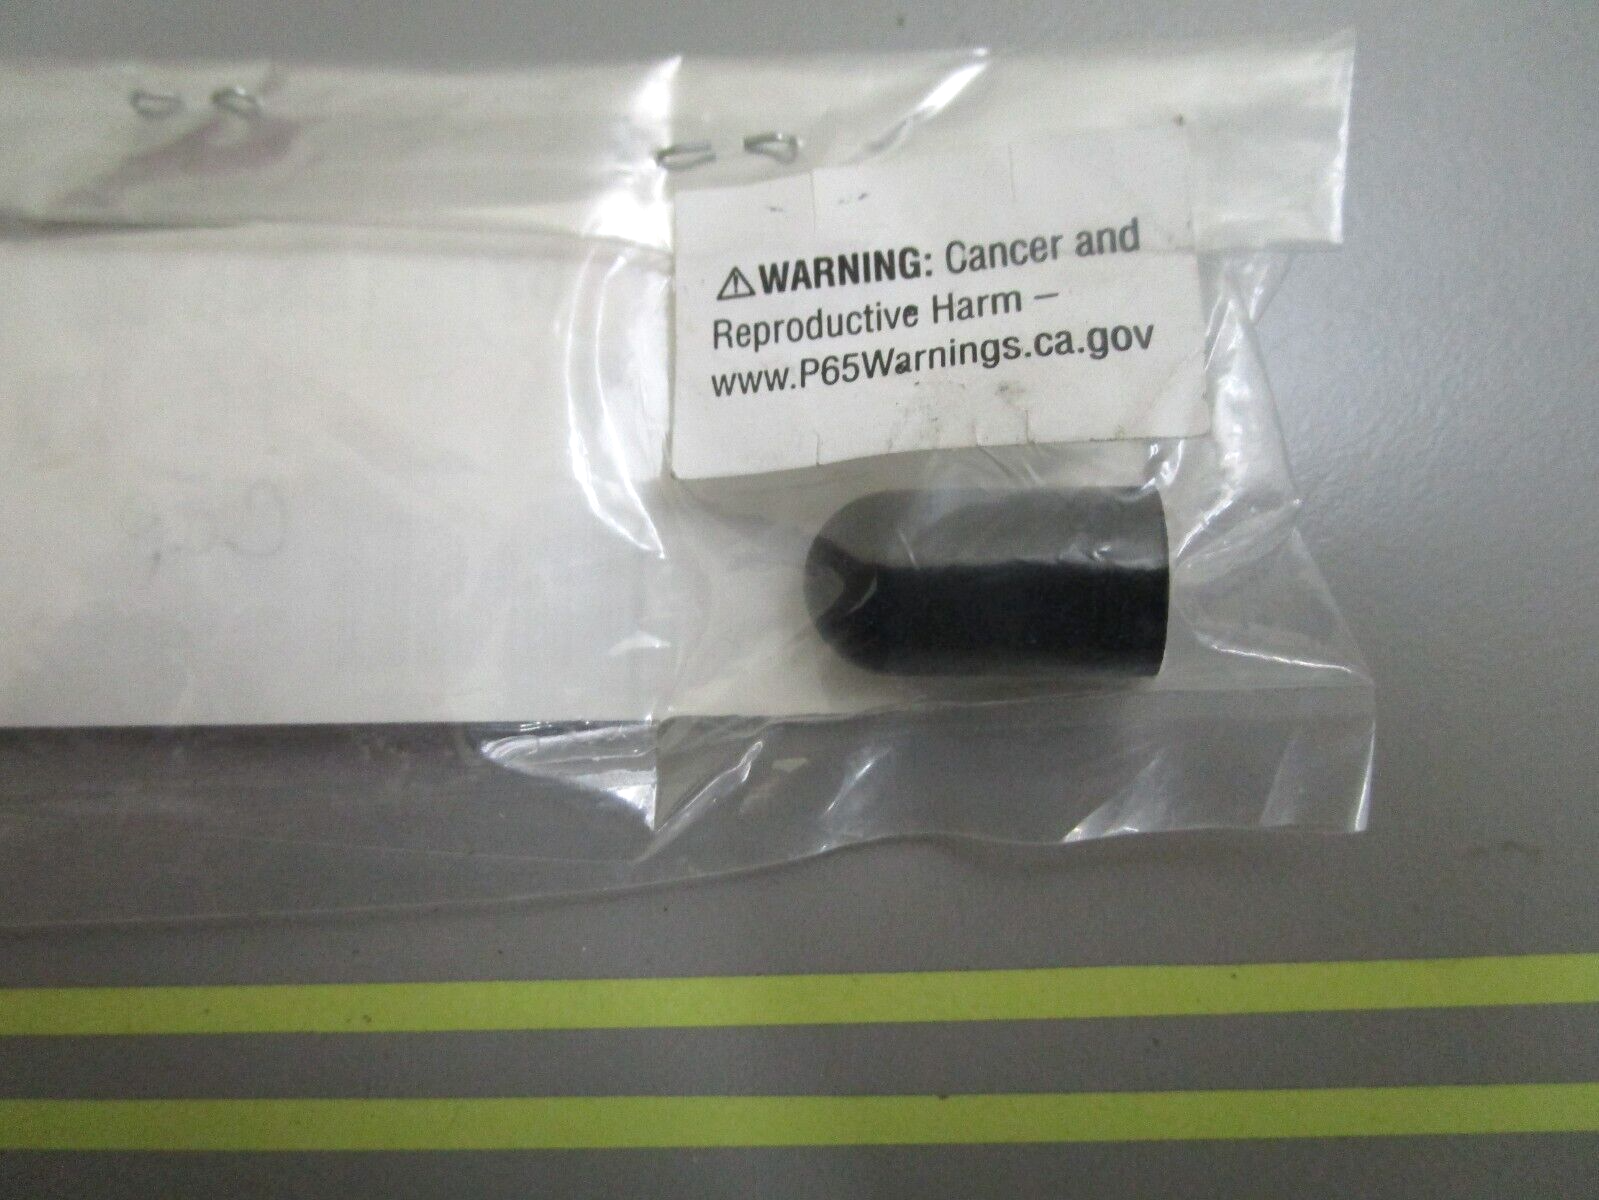 ⚠WARNING: Cancer and
Reproductive Harm –
www.P65Warnings.ca.gov